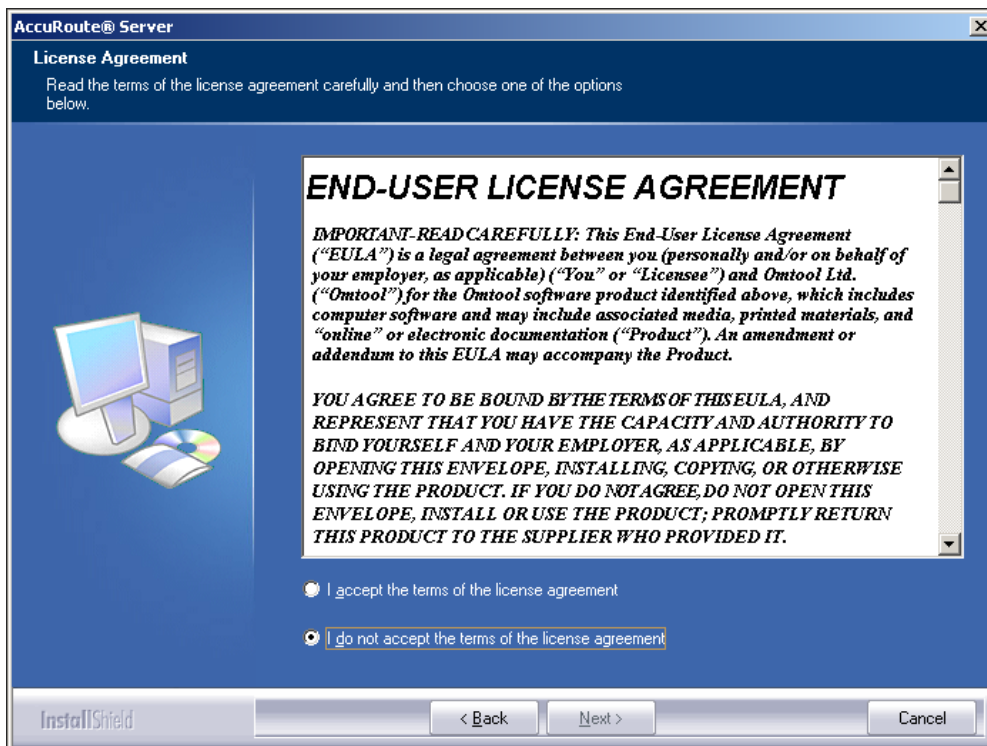 AccuRoute® Server
License Agreement
Read the terms of the license agreement carefully and then choose one of the options
below.
END-USER LICENSE AGREEMENT
IMPORTANT-READ CAREFULLY: This End-User License Agreement
(“EULA”) is a legal agreement between you (personally and/or on behalf of
your employer, as applicable) (“You” or “Licensee”) and Omtool Ltd.
(“Omtool”) for the Omtool software product identified above, which includes
computer software and may include associated media, printed materials, and
“online” or electronic documentation (“Product”). An amendment or
addendum to this EULA may accompany the Product.
YOU AGREE TO BE BOUND BY THE TERMS OF THIS EULA, AND
REPRESENT THAT YOU HAVE THE CAPACITY AND AUTHORITY TO
BIND YOURSELF AND YOUR EMPLOYER, AS APPLICABLE, BY
OPENING THIS ENVELOPE, INSTALLING, COPYING, OR OTHERWISE
USING THE PRODUCT. IF YOU DO NOT AGREE, DO NOT OPEN THIS
ENVELOPE, INSTALL OR USE THE PRODUCT; PROMPTLY RETURN
THIS PRODUCT TO THE SUPPLIER WHO PROVIDED IT.
I accept the terms of the license agreement
I do not accept the terms of the license agreement
InstallShield
< Back
Next >
Cancel